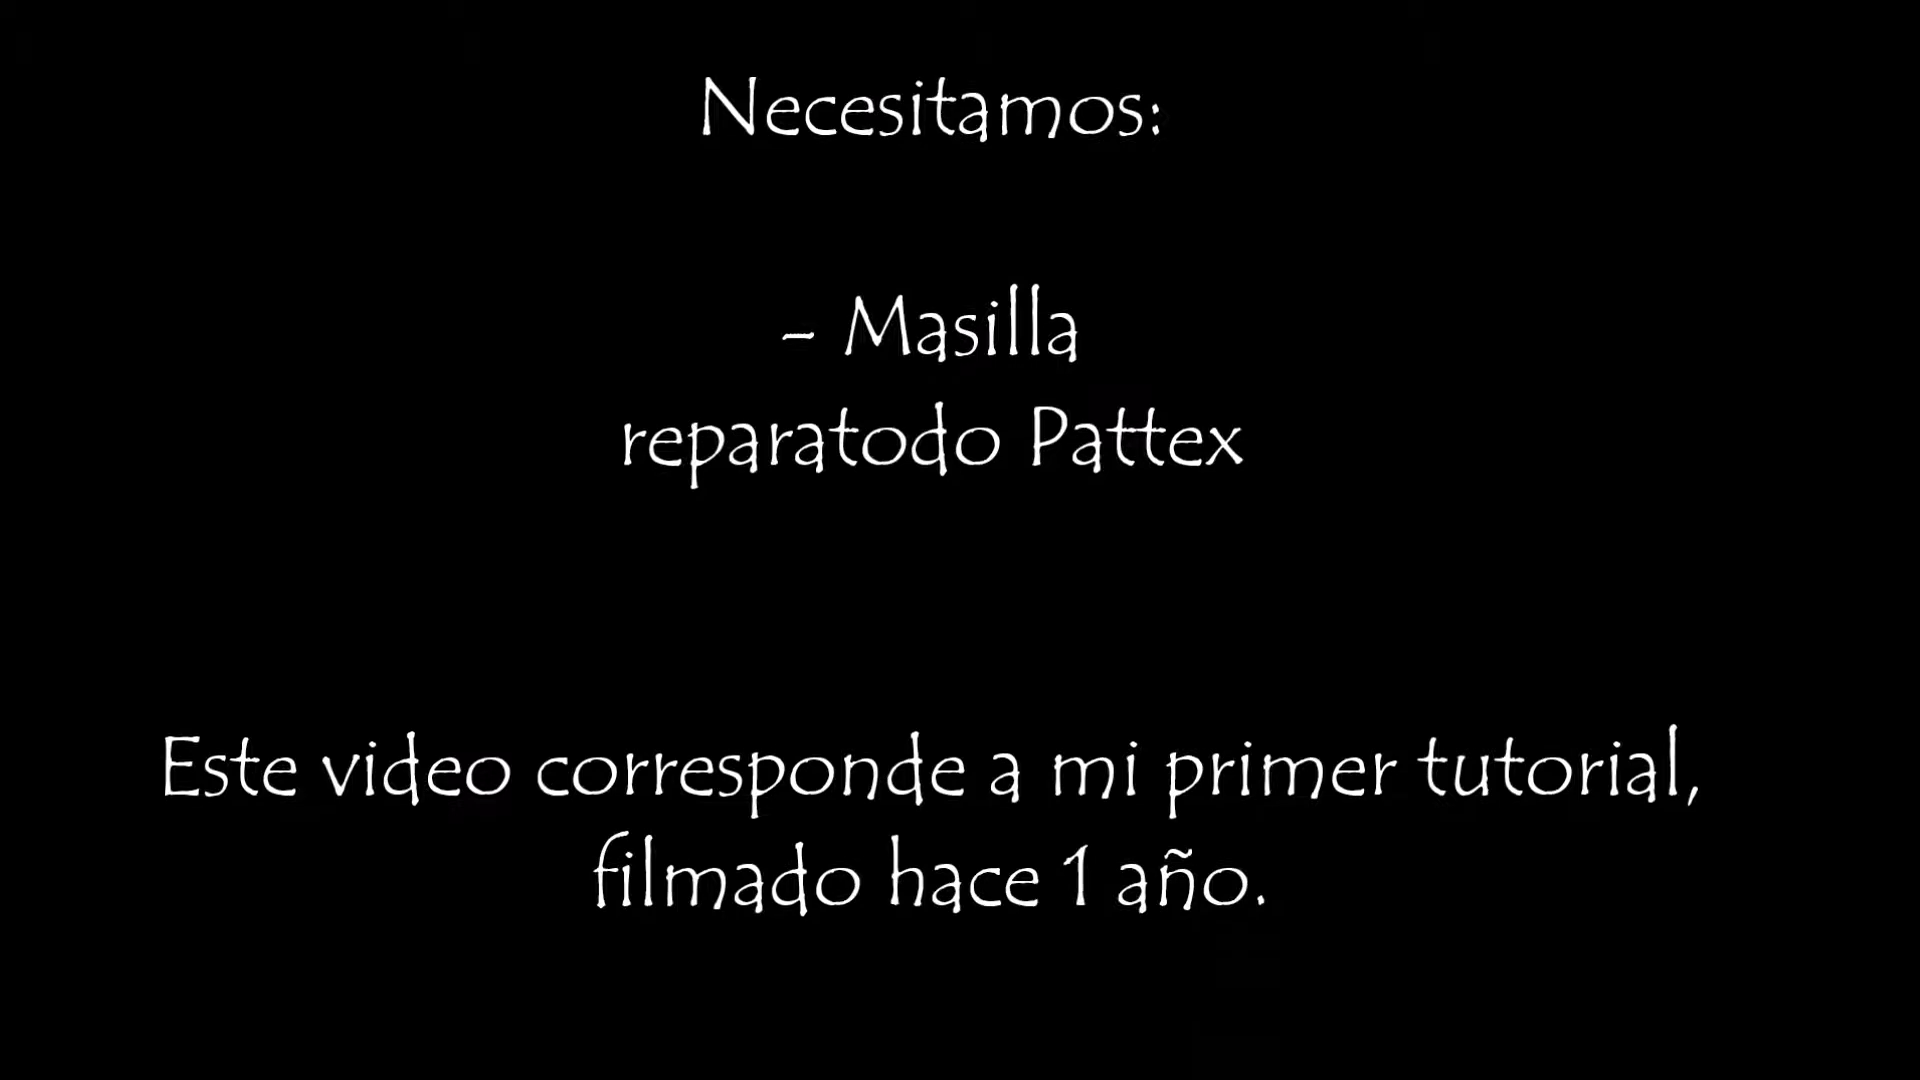 Necesitamos:
- Masilla
reparatodo Pattex
Este video corresponde a mi primer tutorial,
filmado hace 1 año.